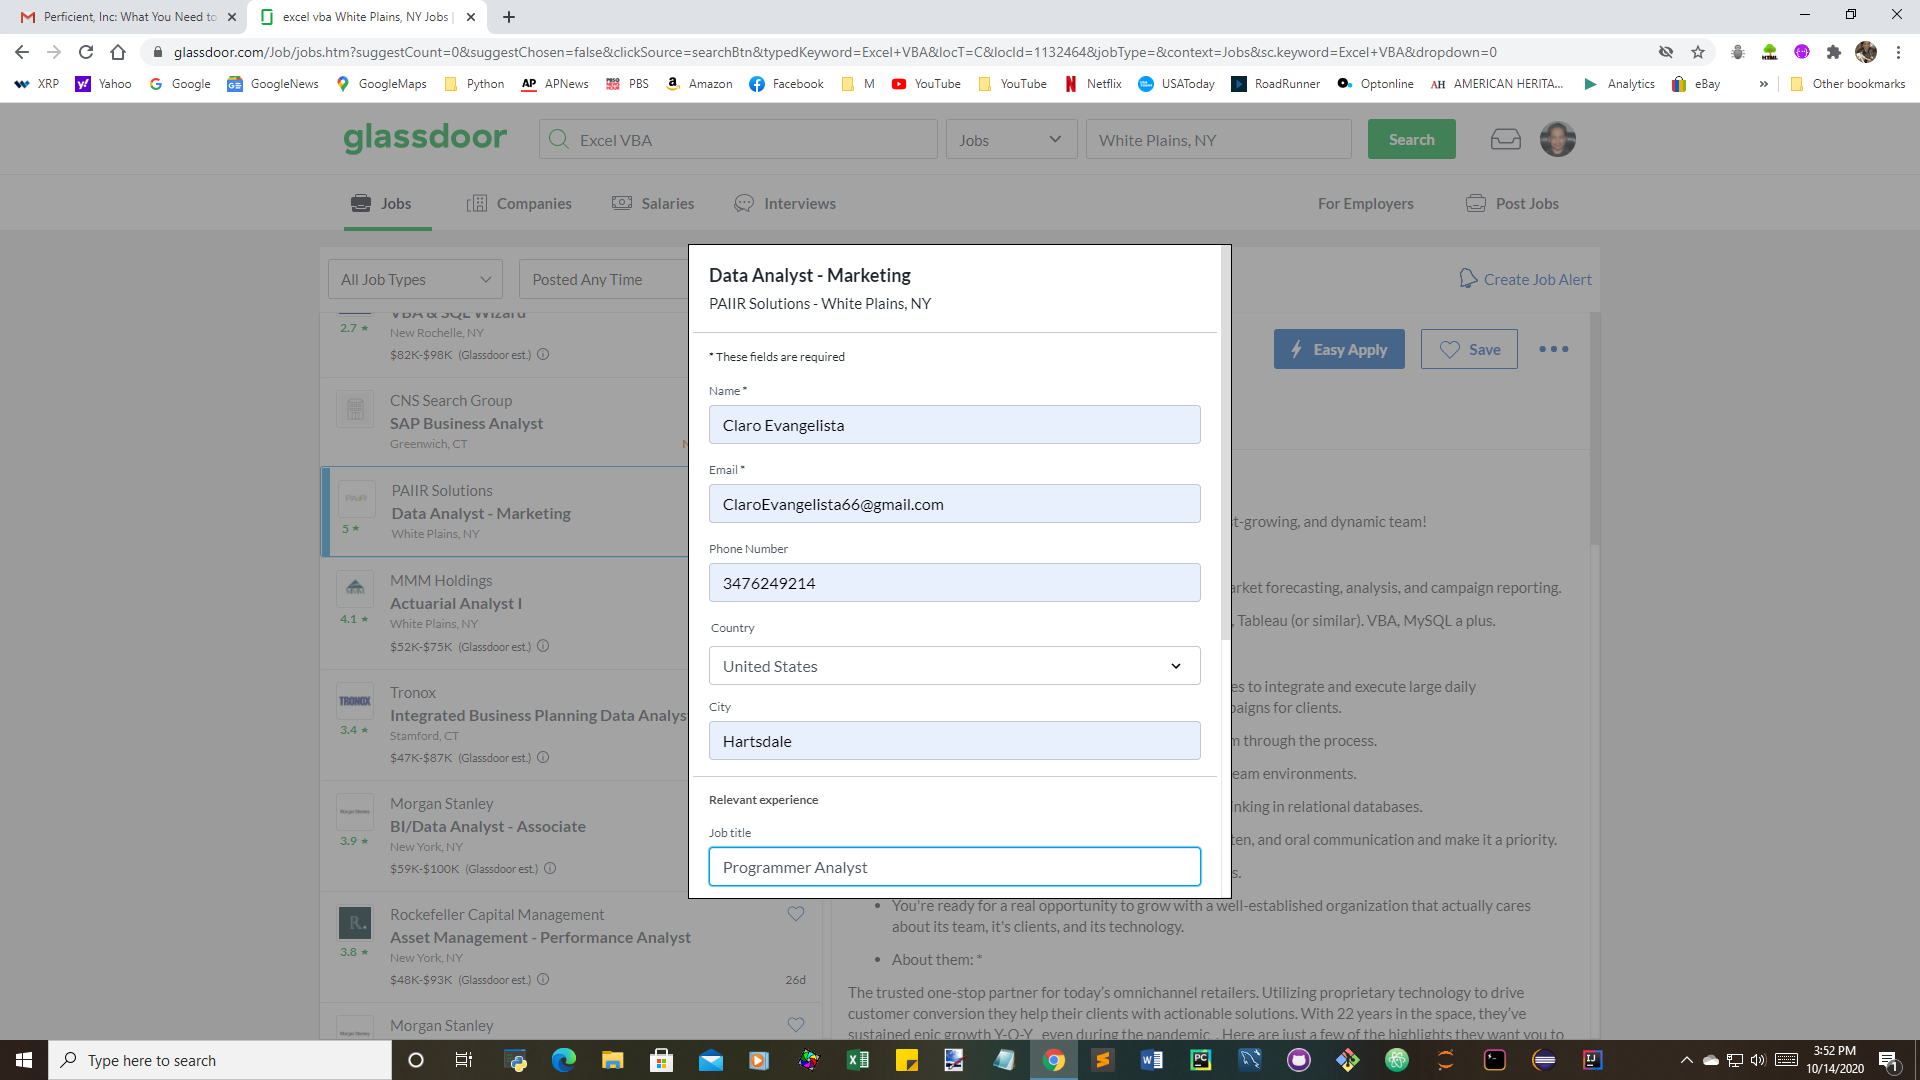 Perficient, Inc: What You Need to
excel vba White Plains, NY Jobs |
glassdoor.com/Job/jobs.htm?suggestCount=0&suggestChosen=false&clickSource=searchBtn&typedKeyword=Excel+VBA&locT=C&locId=1132464&jobType=&context=Jobs&sc.keyword=Excel+VBA&dropdown=0
XRP Yahoo Google GoogleNews GoogleMaps Python APNews PBS Amazon Facebook M YouTube YouTube Netflix USAToday RoadRunner Optonline AMERICAN HERITA... Analytics eBay » Other bookmarks
glassdoor
Excel VBA
Jobs
White Plains, NY
Search
Jobs
Companies
Salaries
Interviews
For Employers
Post Jobs
All Job Types
Posted Any Time
Create Job Alert
VBA & SQL Wizard
2.7 ★
New Rochelle, NY
$82K-$98K (Glassdoor est.)
CNS Search Group
SAP Business Analyst
Greenwich, CT
PAIIR Solutions
Data Analyst - Marketing
5 ★
White Plains, NY
MMM Holdings
Actuarial Analyst I
4.1 ★
White Plains, NY
$52K-$75K (Glassdoor est.)
Tronox
TRONOX
Integrated Business Planning Data Analys
3.4 ★
Stamford, CT
$47K-$87K (Glassdoor est.)
Morgan Stanley
Morgan Stanley
BI/Data Analyst - Associate
3.9 ★
New York, NY
$59K-$100K (Glassdoor est.)
Rockefeller Capital Management
R.
Asset Management - Performance Analyst
3.8 ★
New York, NY
$48K-$93K (Glassdoor est.)
26d
Morgan Stanley
Morgan Stanley
Data Analyst - Marketing
PAIIR Solutions - White Plains, NY
* These fields are required
Name *
Claro Evangelista
Email *
ClaroEvangelista66@gmail.com
Phone Number
3476249214
Country
United States
City
Hartsdale
Relevant experience
Job title
Programmer Analyst
Easy Apply
Save
t-growing, and dynamic team!
arket forecasting, analysis, and campaign reporting.
, Tableau (or similar). VBA, MySQL a plus.
es to integrate and execute large daily
paigns for clients.
n through the process.
eam environments.
nking in relational databases.
ten, and oral communication and make it a priority.
s.
• You're ready for a real opportunity to grow with a well-established organization that actually cares
about its team, it's clients, and its technology.
• About them: *
The trusted one-stop partner for today's omnichannel retailers. Utilizing proprietary technology to drive
customer conversion they help their clients with actionable solutions. With 22 years in the space, they've
sustained epic growth Y-O-Y, even during the pandemic. . Here are just a few of the highlights they want you to
Type here to search
3:52 PM
10/14/2020
1